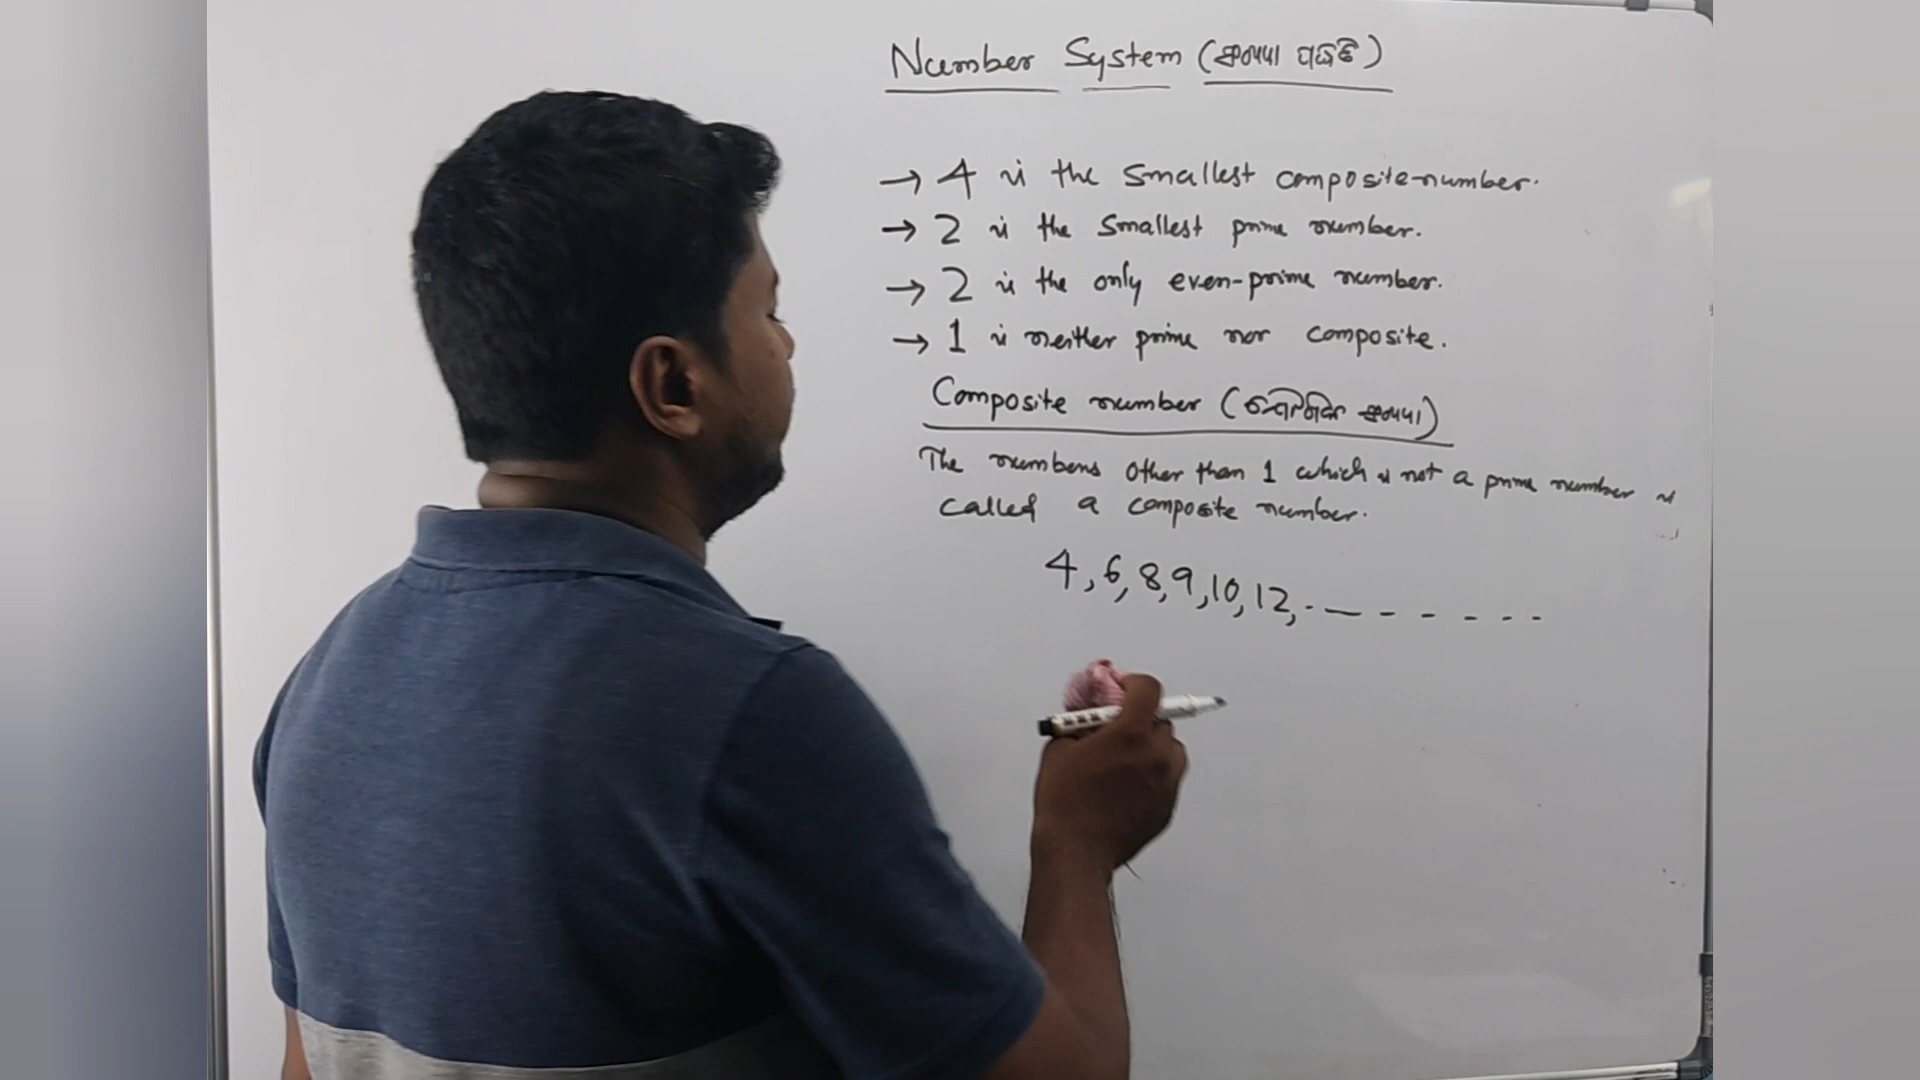 Number System (ସଂଖ୍ୟା ପଦ୍ଧତି)
→ 4 is the smallest composite number.
→ 2 is the smallest prime number.
→ 2 is the only even-prime number.
→ 1 is neither prime nor composite.
Composite number (ଯୌଗିକ ସଂଖ୍ୟା)
The numbers other than 1 which is not a prime number is
called a composite number.
4, 6, 8, 9, 10, 12, . — - - - - -